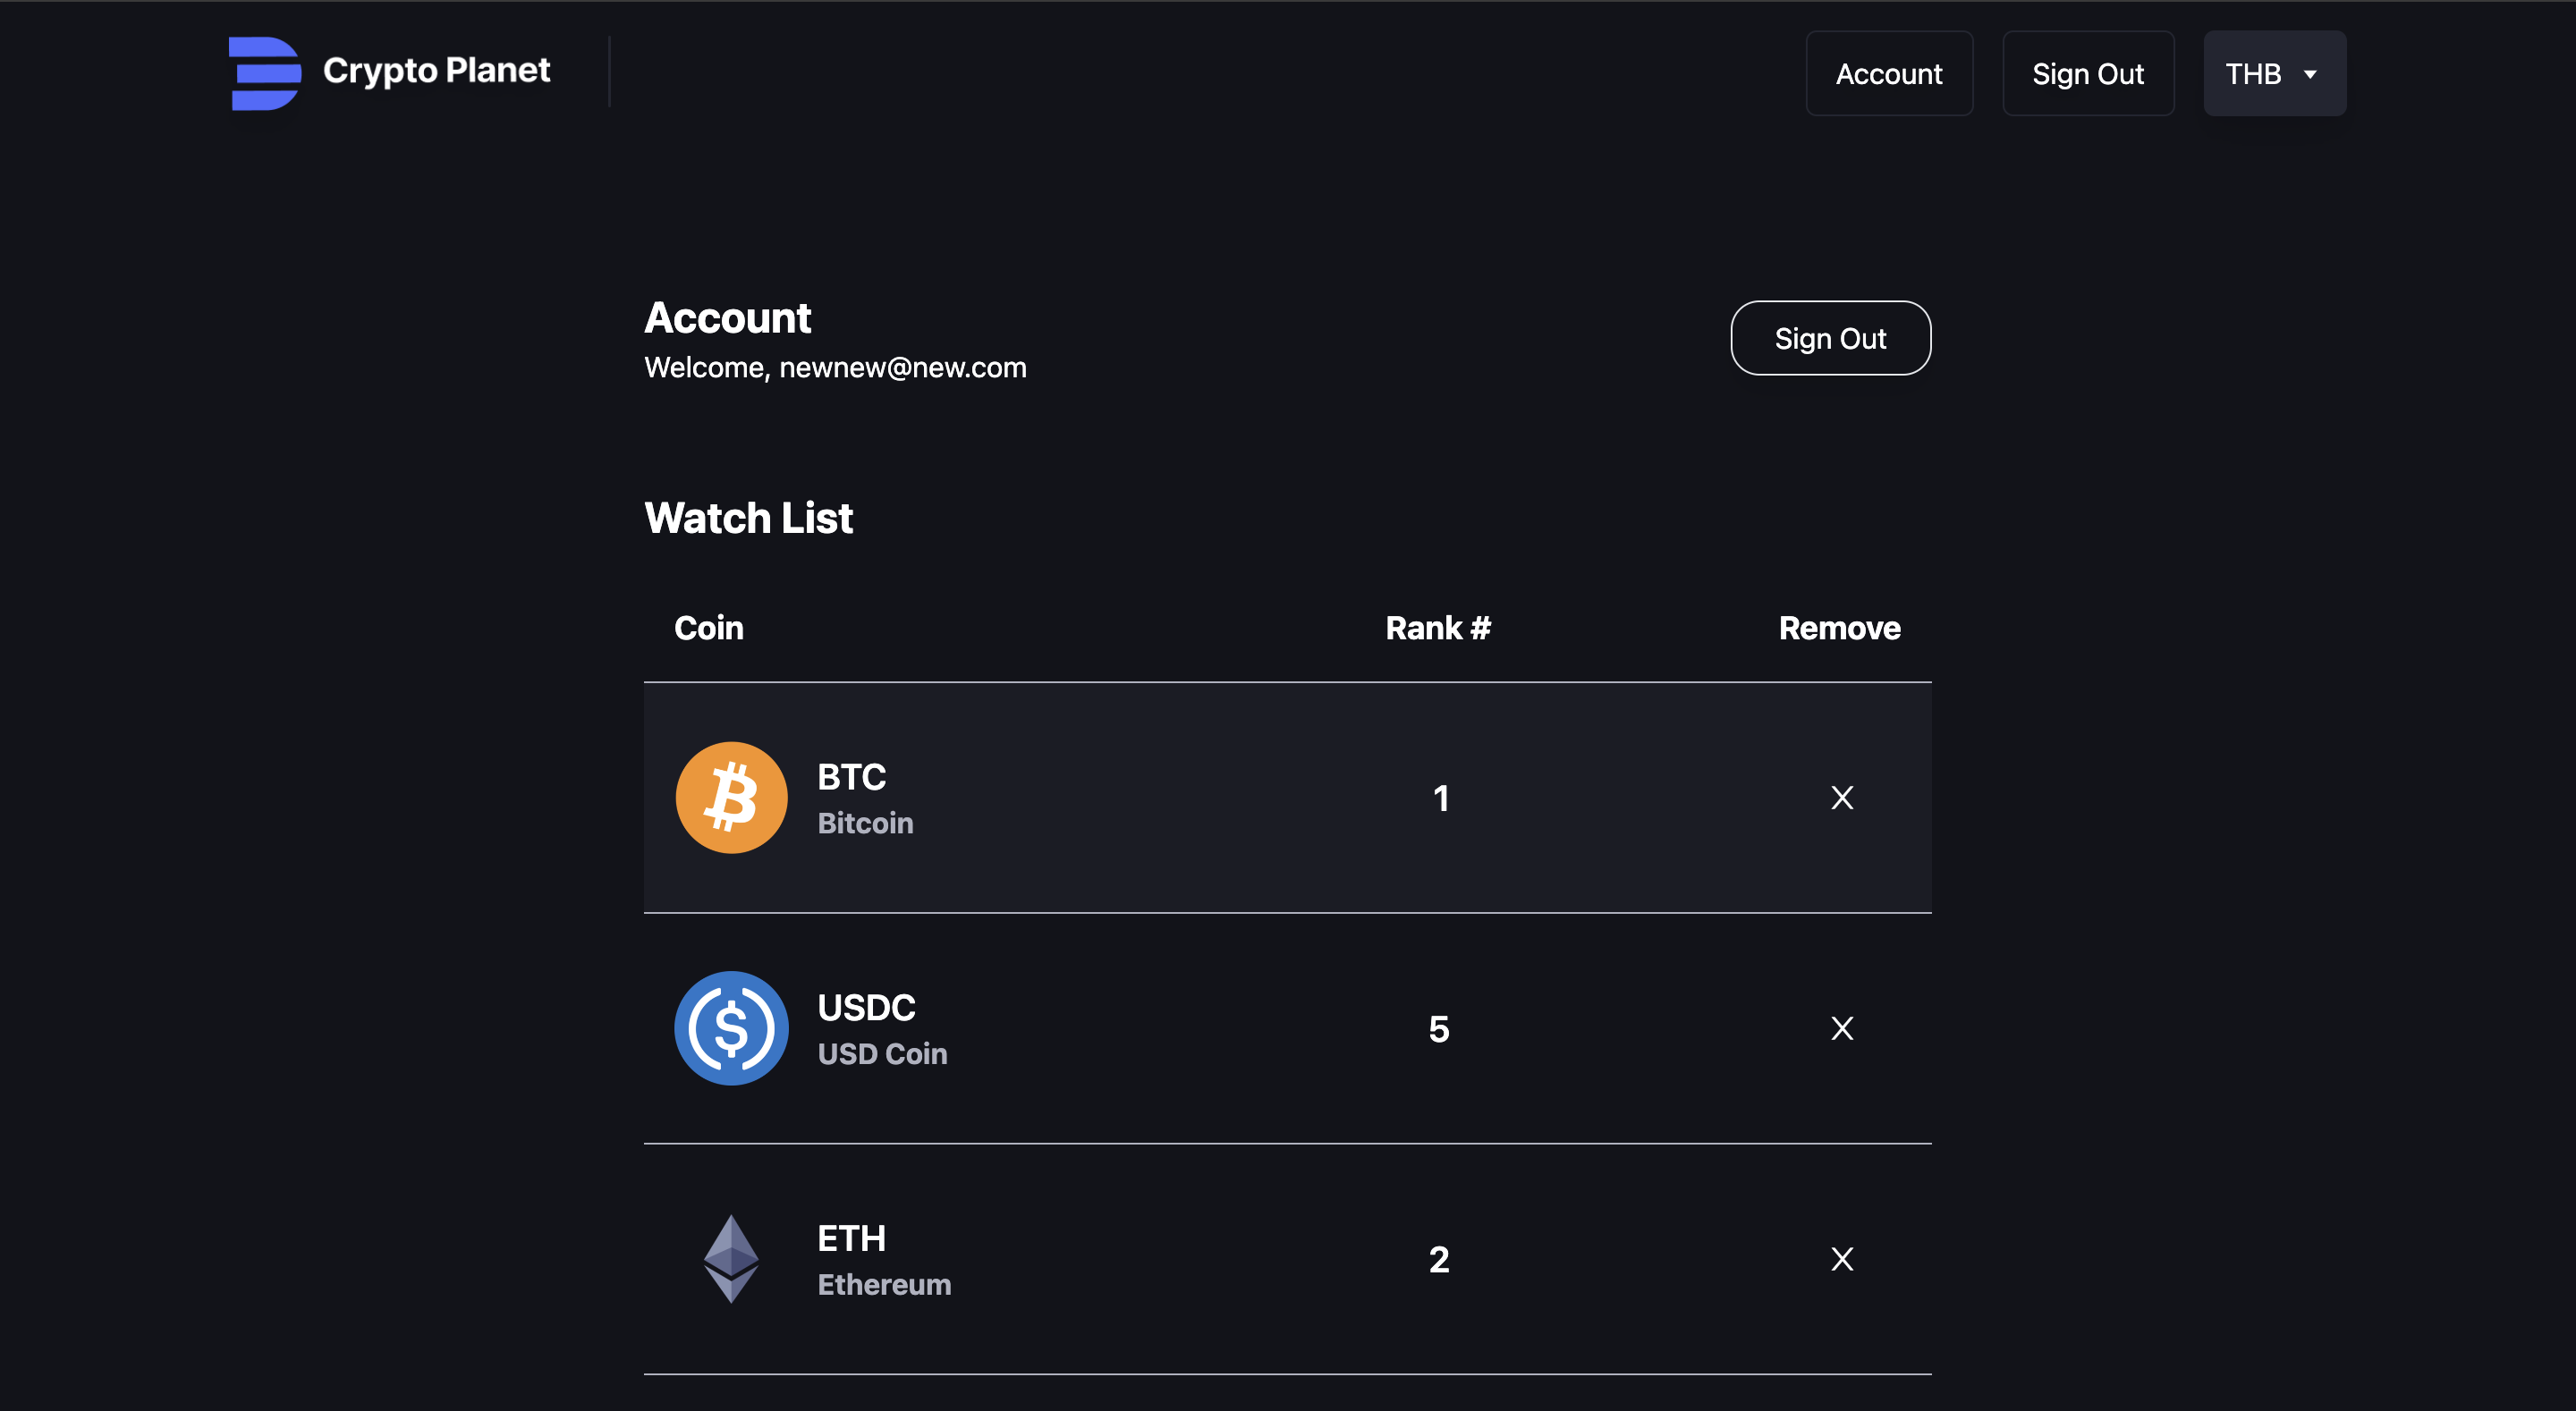 Crypto Planet
Account
Sign Out
THB
Account
Welcome, newnew@new.com
Sign Out
Watch List
Coin Rank # Remove
BTC
Bitcoin
1
X
USDC
USD Coin
5
X
ETH
Ethereum
2
X